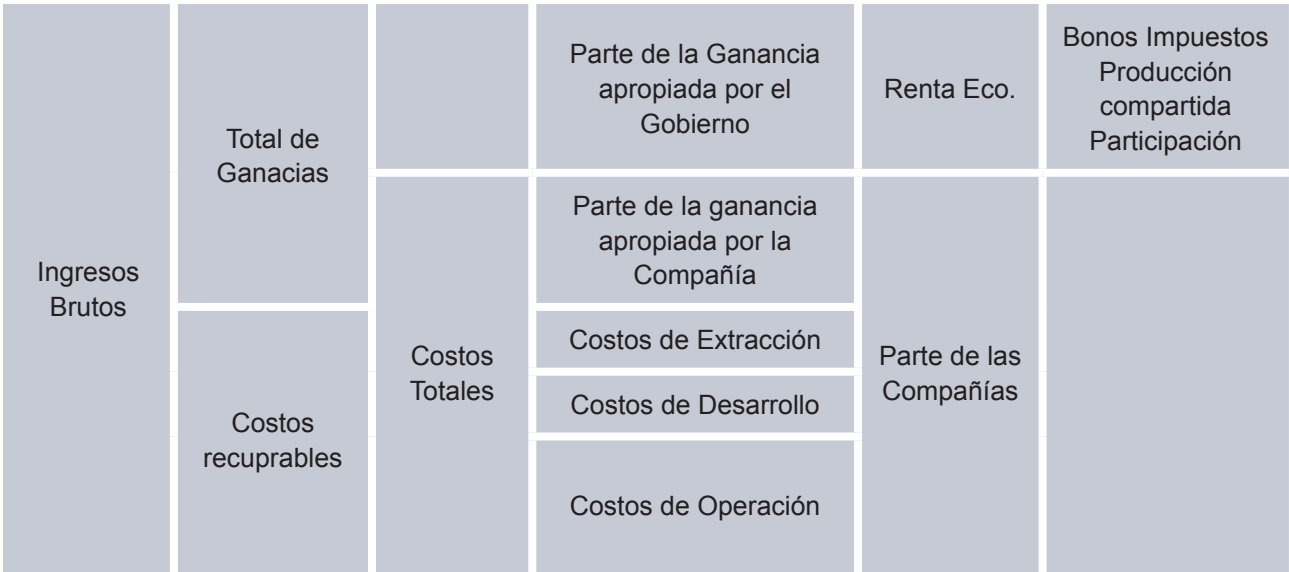 Ingresos
Brutos
Total de
Ganacias
Costos
recuprables
Costos
Totales
Parte de la Ganancia
apropiada por el
Gobierno
Parte de la ganancia
apropiada por la
Compañía
Costos de Extracción
Costos de Desarrollo
Costos de Operación
Renta Eco.
Parte de las
Compañías
Bonos Impuestos
Producción
compartida
Participación